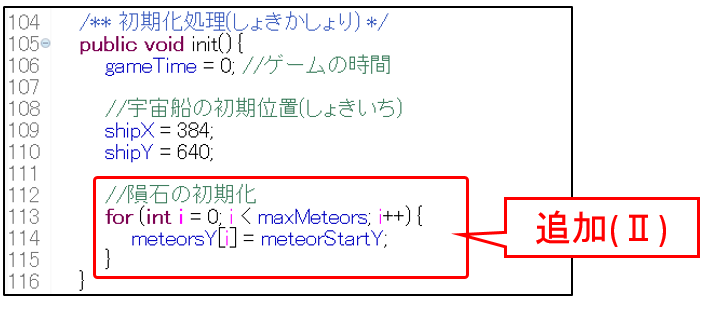 104 /** 初期化処理(しょきかしょり) */
105 public void init() {
106 gameTime = 0; //ゲームの時間
107
108 //宇宙船の初期位置(しょきいち)
109 shipX = 384;
110 shipY = 640;
111
112 //隕石の初期化
113 for (int i = 0; i < maxMeteors; i++) {
114 meteorsY[i] = meteorStartY;
115 }
116 }
追加(Ⅱ)